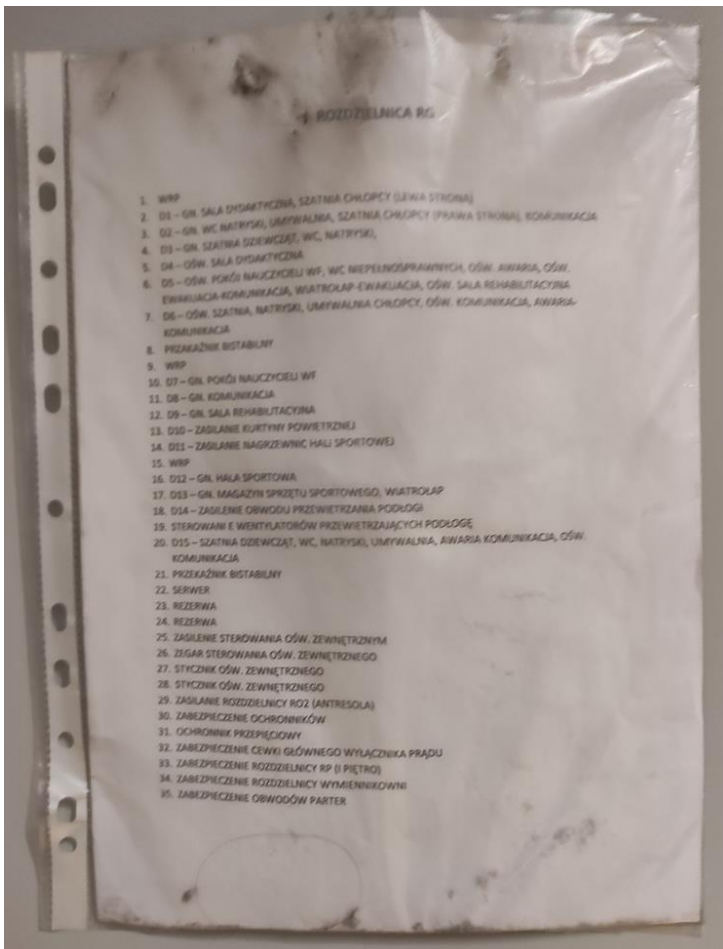 ROZDZIELNICA RG
1. WRP
2. D1 – GN. SALA DYDAKTYCZNA, SZATNIA CHŁOPCY (LEWA STRONA)
3. D2 – GN. WC NATRYSKI, UMYWALNIA, SZATNIA CHŁOPCY (PRAWA STRONA), KOMUNIKACJA
4. D3 – GN. SZATNIA DZIEWCZĄT, WC, NATRYSKI,
5. D4 – OŚW. SALA DYDAKTYCZNA
6. D5 – OŚW. POKÓJ NAUCZYCIELI WF, WC NIEPEŁNOSPRAWNYCH, OŚW. AWARIA, OŚW.
EWAKUACJA-KOMUNIKACJA, WIATROŁAP-EWAKUACJA, OŚW. SALA REHABILITACYJNA
7. D6 – OŚW. SZATNIA, NATRYSKI, UMYWALNIA CHŁOPCY, OŚW. KOMUNIKACJA, AWARIA-
KOMUNIKACJA
8. PRZEKAŹNIK BISTABILNY
9. WRP
10. D7 – GN. POKÓJ NAUCZYCIELI WF
11. D8 – GN. KOMUNIKACJA
12. D9 – GN. SALA REHABILITACYJNA
13. D10 – ZASILANIE KURTYNY POWIETRZNEJ
14. D11 – ZASILANIE NAGRZEWNIC HALI SPORTOWEJ
15. WRP
16. D12 – GN. HALA SPORTOWA
17. D13 – GN. MAGAZYN SPRZĘTU SPORTOWEGO, WIATROŁAP
18. D14 – ZASILENIE OBWODU PRZEWIETRZANIA PODŁOGI
19. STEROWANI E WENTYLATORÓW PRZEWIETRZAJĄCYCH PODŁOGĘ
20. D15 – SZATNIA DZIEWCZĄT, WC, NATRYSKI, UMYWALNIA, AWARIA KOMUNIKACJA, OŚW.
KOMUNIKACJA
21. PRZEKAŹNIK BISTABILNY
22. SERWER
23. REZERWA
24. REZERWA
25. ZASILENIE STEROWANIA OŚW. ZEWNĘTRZNYM
26. ZEGAR STEROWANIA OŚW. ZEWNĘTRZNEGO
27. STYCZNIK OŚW. ZEWNĘTRZNEGO
28. STYCZNIK OŚW. ZEWNĘTRZNEGO
29. ZASILANIE ROZDZIELNICY RO2 (ANTRESOLA)
30. ZABEZPIECZENIE OCHRONNIKÓW
31. OCHRONNIK PRZEPIĘCIOWY
32. ZABEZPIECZENIE CEWKI GŁÓWNEGO WYŁĄCZNIKA PRĄDU
33. ZABEZPIECZENIE ROZDZIELNICY RP (I PIĘTRO)
34. ZABEZPIECZENIE ROZDZIELNICY WYMIENNIKOWNI
35. ZABEZPIECZENIE OBWODÓW PARTER